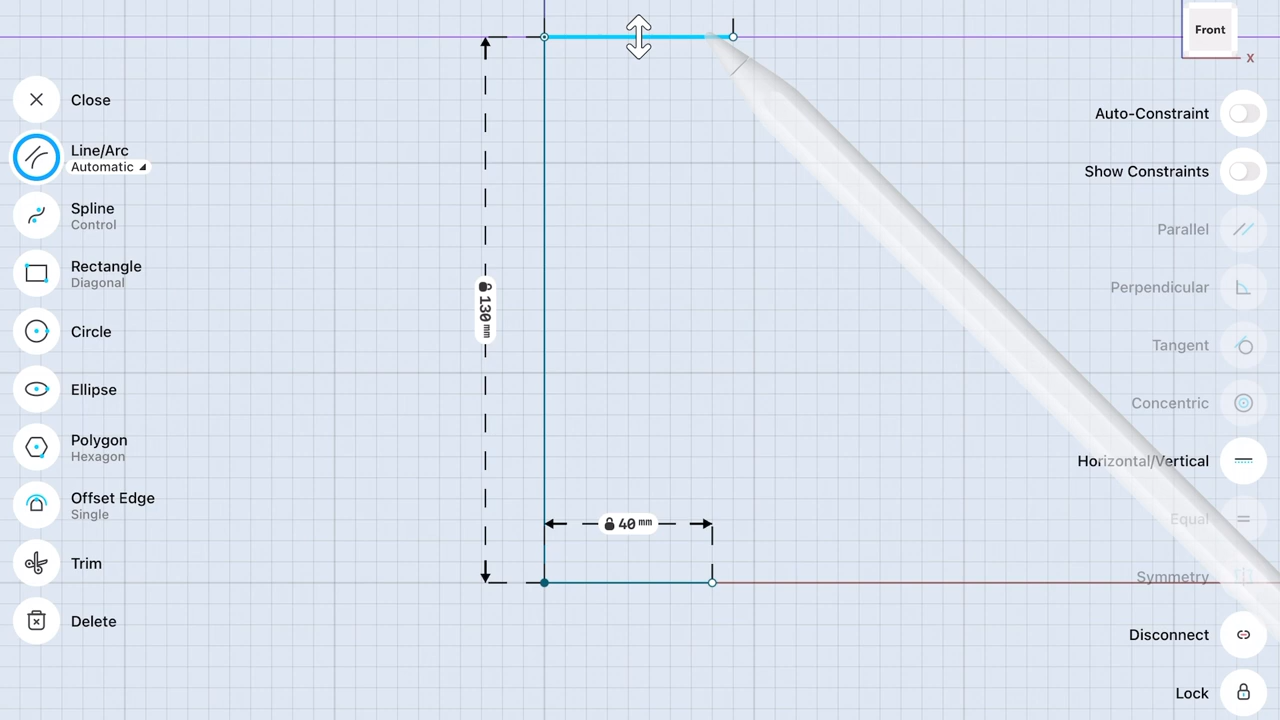 Close
Line/Arc
Automatic
Spline
Control
Rectangle
Diagonal
Circle
Ellipse
Polygon
Hexagon
Offset Edge
Single
Trim
Delete
130 mm
40 mm
Front
X
Auto-Constraint
Show Constraints
Parallel
Perpendicular
Tangent
Concentric
Horizontal/Vertical
Equal
Symmetry
Disconnect
Lock